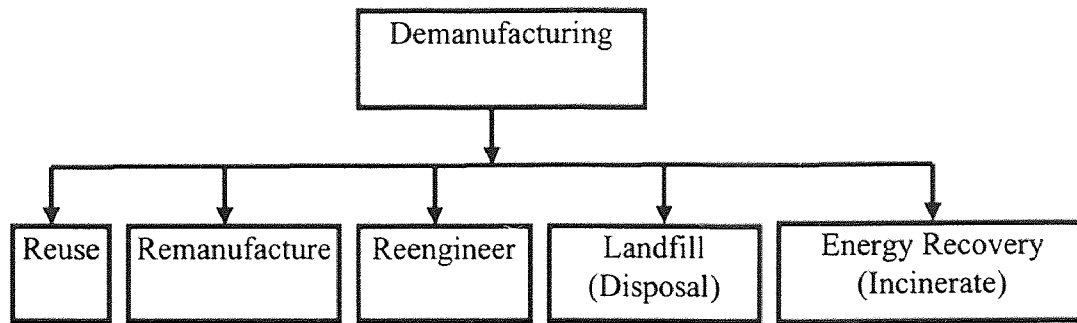 Demanufacturing
Reuse
Remanufacture
Reengineer
Landfill
(Disposal)
Energy Recovery
(Incinerate)